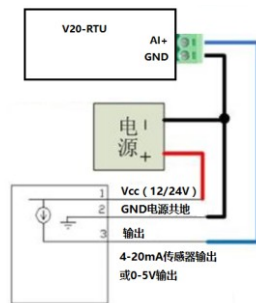 V20-RTU
AI+
GND
电源
1 Vcc（12/24V）
2 GND电源共地
3 输出
4-20mA传感器输出
或0-5V输出